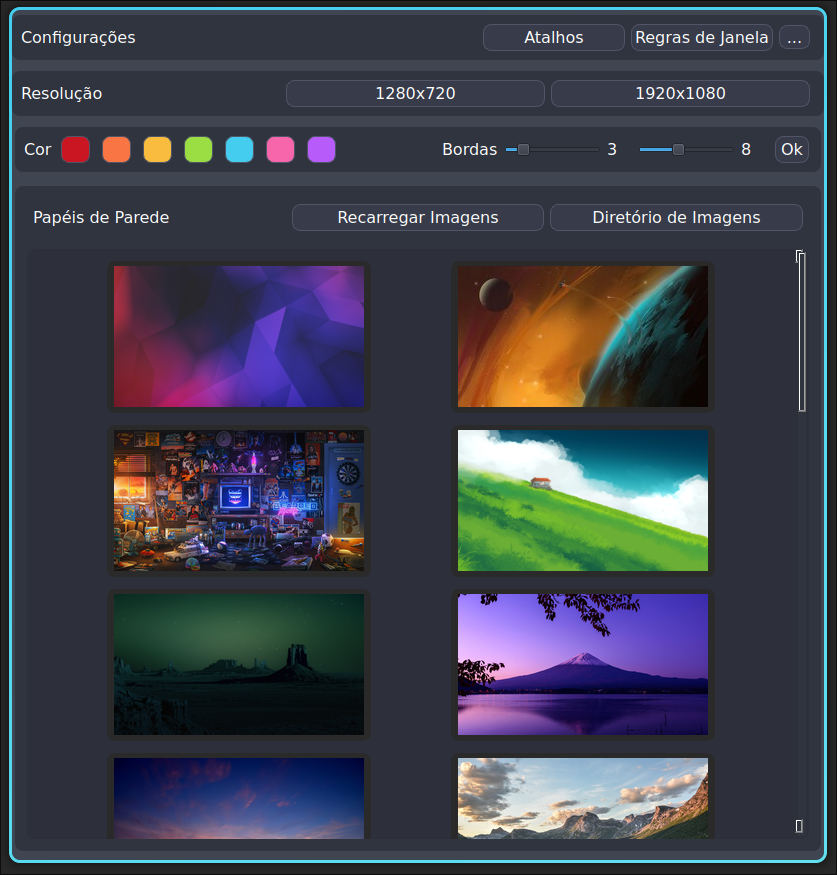 Configurações Atalhos Regras de Janela ...
Resolução 1280x720 1920x1080
Cor Bordas 3 8 Ok
Papéis de Parede Recarregar Imagens Diretório de Imagens